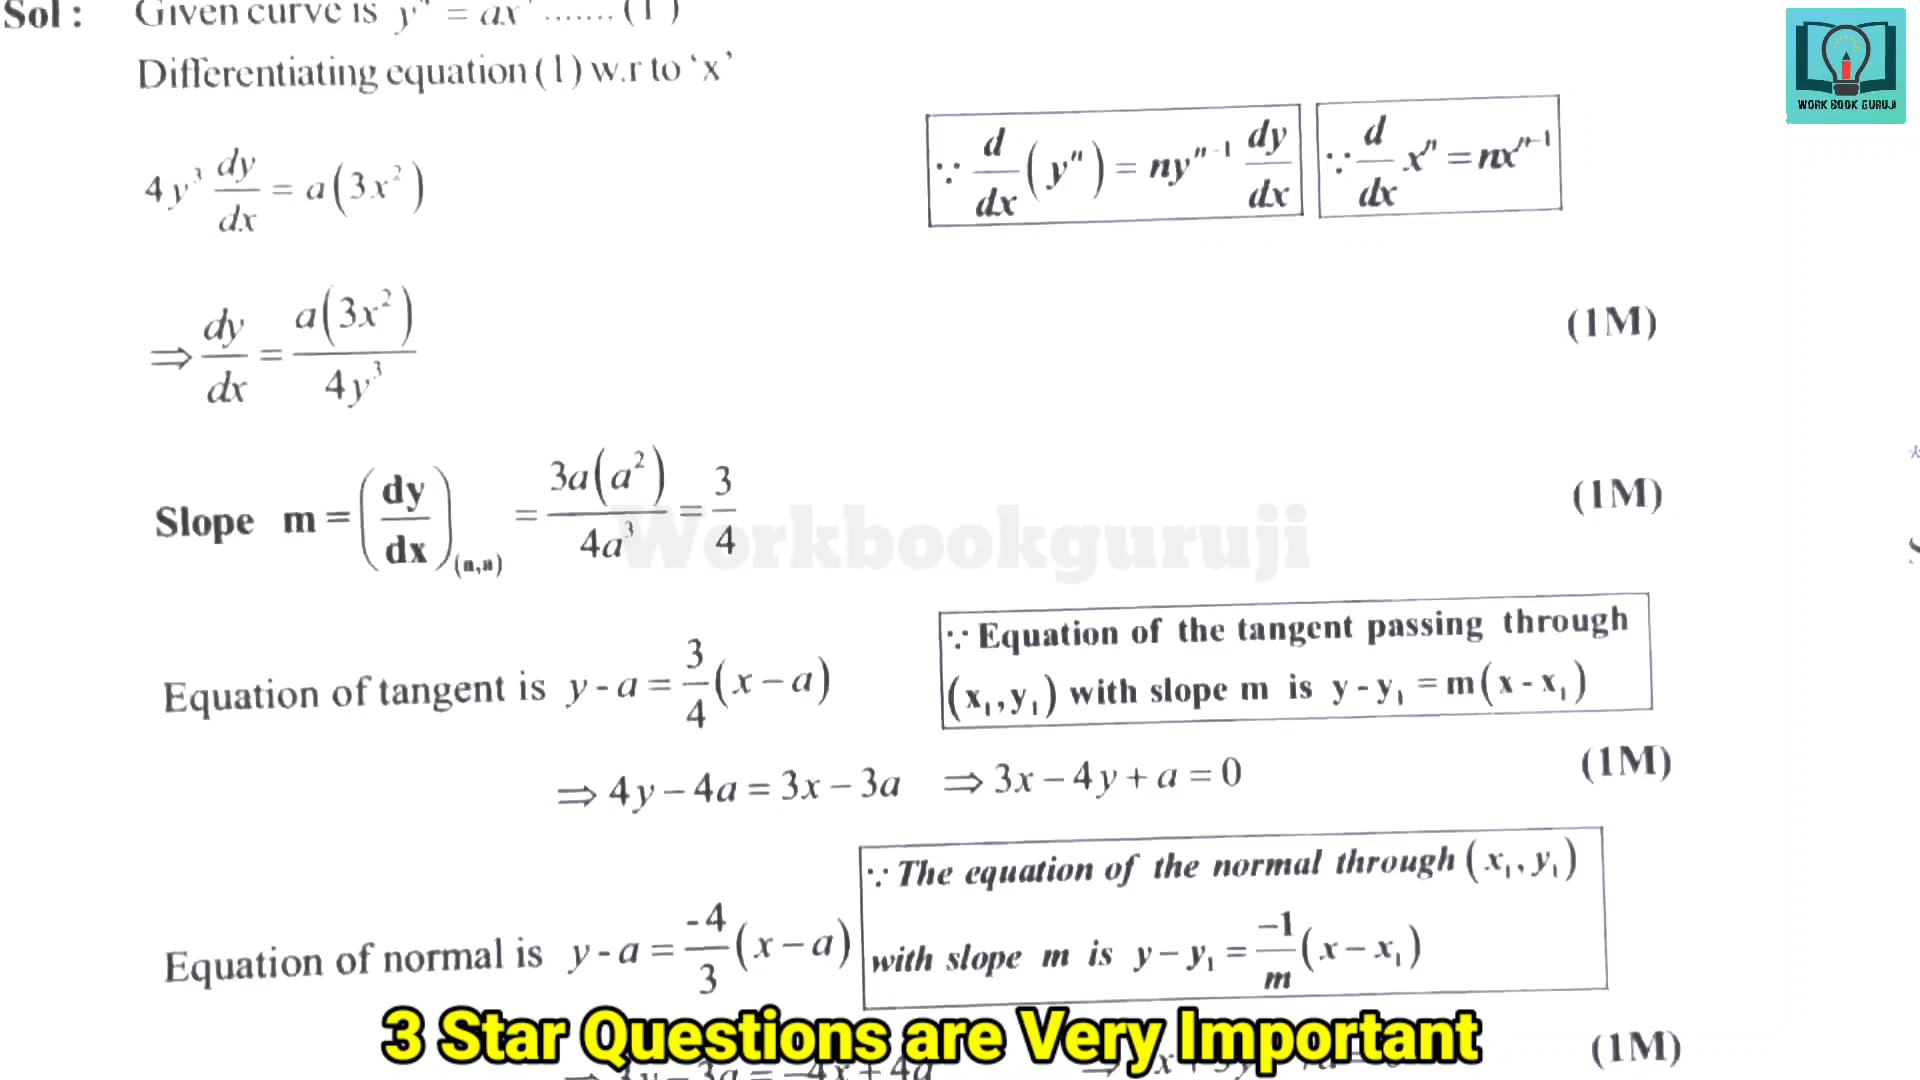 Sol : Given curve is y⁴ = ax³ ....... (1)
Differentiating equation (1) w.r to ‘x’
4y³ dy/dx = a(3x²)
∵ d/dx (yⁿ) = nyⁿ⁻¹ dy/dx
∵ d/dx xⁿ = nxⁿ⁻¹
⇒ dy/dx = a(3x²)/4y³ (1M)
Slope m = (dy/dx)(a,a) = 3a(a²)/4a³ = 3/4 (1M)
Workbookguruji
Equation of tangent is y - a = 3/4 (x – a)
∵ Equation of the tangent passing through
(x₁, y₁) with slope m is y - y₁ = m(x - x₁)
⇒ 4y – 4a = 3x – 3a ⇒ 3x – 4y + a = 0 (1M)
Equation of normal is y - a = -4/3 (x – a)
∵ The equation of the normal through (x₁, y₁)
with slope m is y – y₁ = –1/m (x – x₁)
(1M)
3 Star Questions are Very Important
WORK BOOK GURUJI